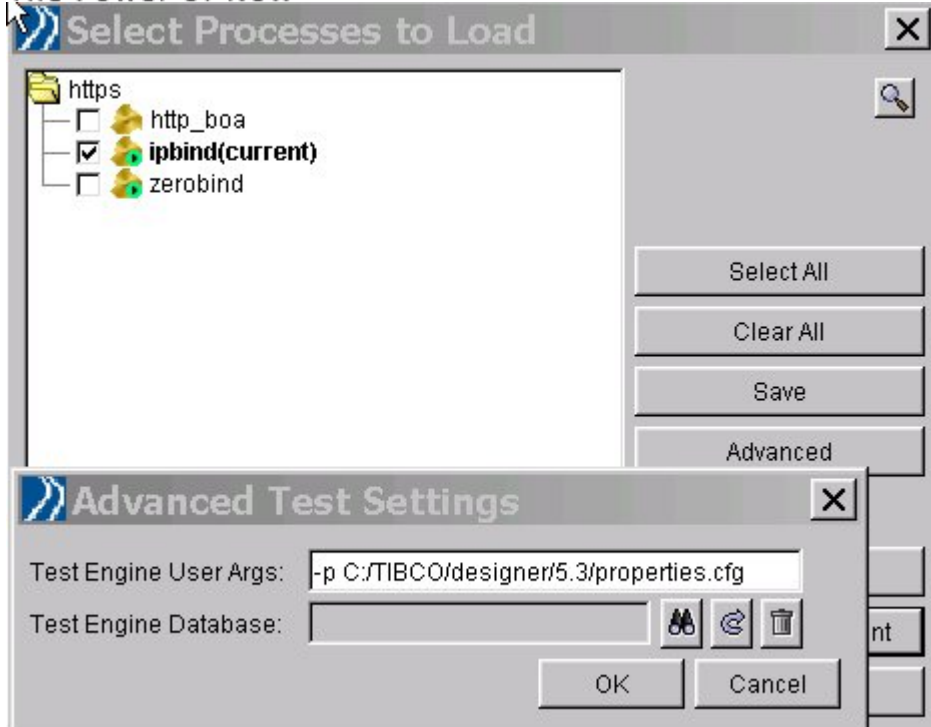 Select Processes to Load
https
http_boa
ipbind(current)
zerobind
Select All
Clear All
Save
Advanced
Advanced Test Settings
Test Engine User Args: -p C:/TIBCO/designer/5.3/properties.cfg
Test Engine Database:
nt
OK Cancel